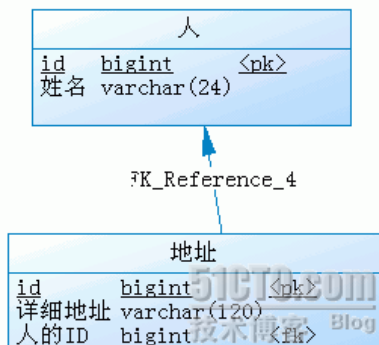 人
id bigint <pk>
姓名 varchar(24)
FK_Reference_4
地址
id bigint <pk>
详细地址 varchar(120)
人的ID bigint <fk>
51CTO.com
技术博客 Blog